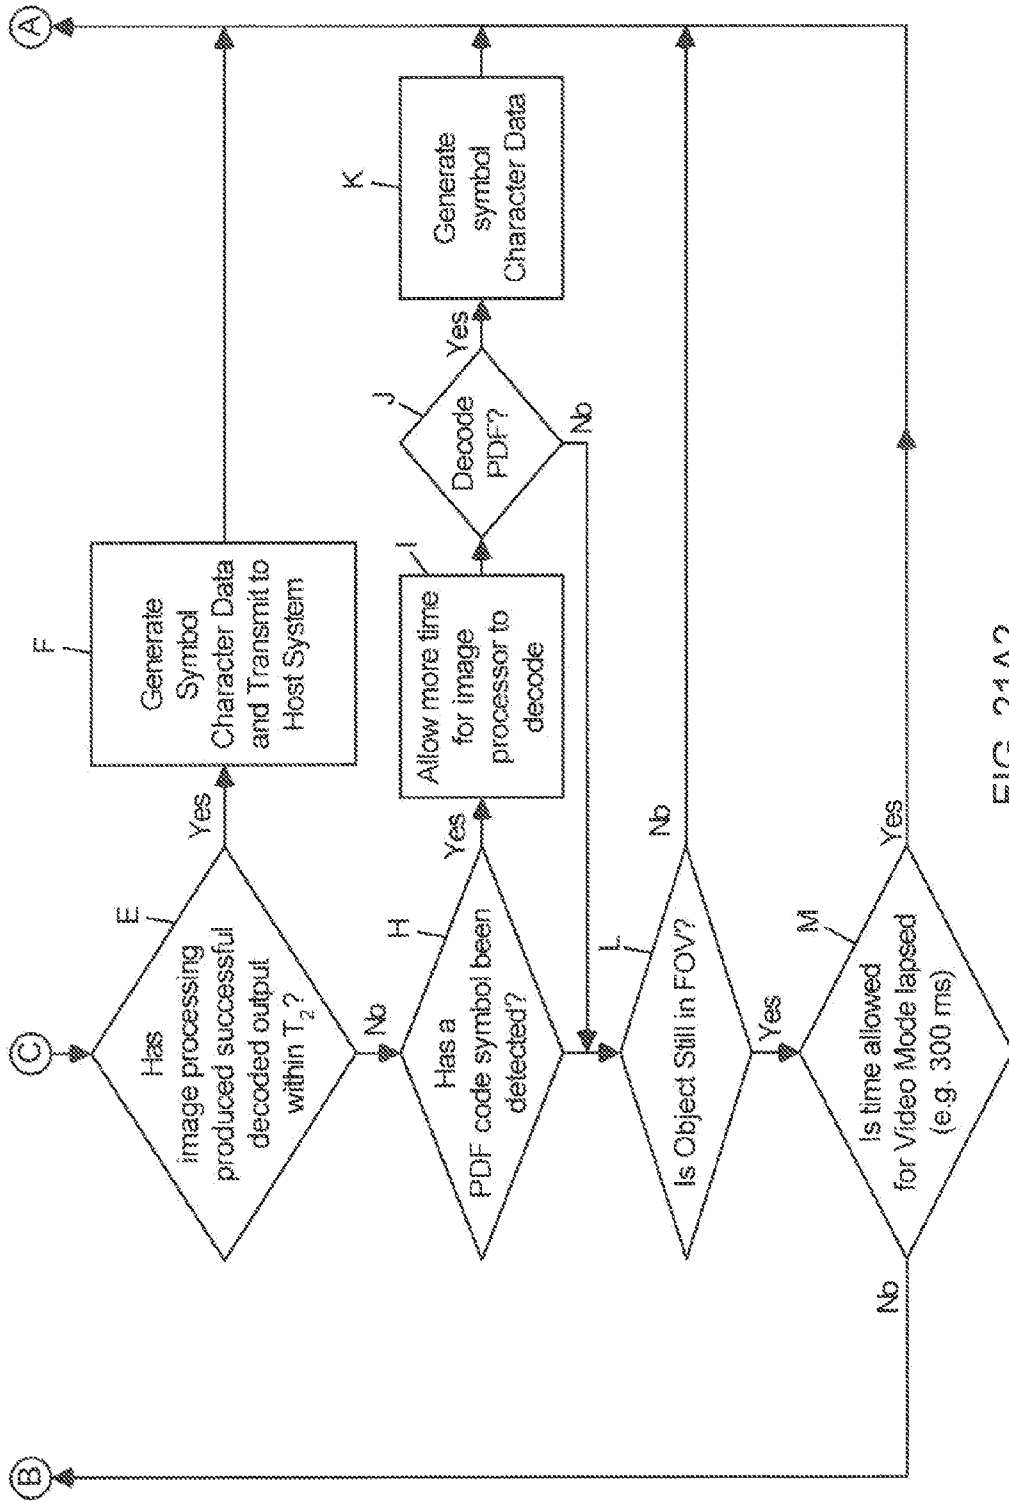 C
B
A
Has
image processing
produced successful
decoded output
within T2?
E
Yes
No
F
Generate
Symbol
Character Data
and Transmit to
Host System
Has a
PDF code symbol been
detected?
H
Yes
Allow more time
for image
processor to
decode
I
Decode
PDF?
J
Yes
No
Generate
symbol
Character Data
K
Is Object Still in FOV?
L
No
Yes
Is time allowed
for Video Mode lapsed
(e.g. 300 ms)
M
Yes
No
FIG. 21A2